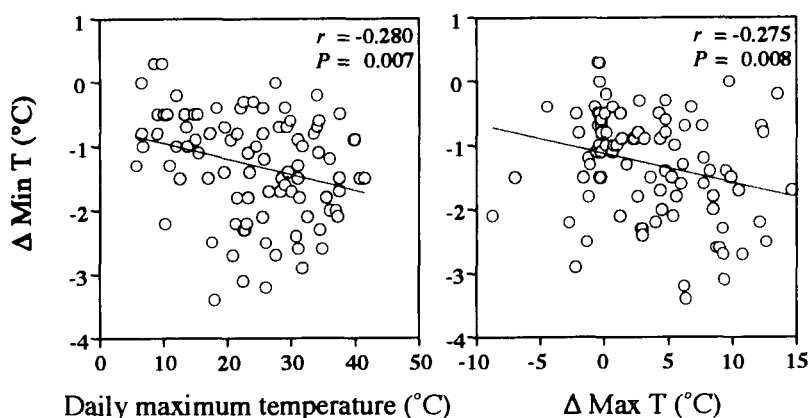 r = -0.280
P = 0.007
r = -0.275
P = 0.008
1
0
-1
-2
-3
-4
1
0
-1
-2
-3
-4
Δ Min T (°C)
0 10 20 30 40 50
-10 -5 0 5 10 15
Daily maximum temperature (°C)
Δ Max T (°C)